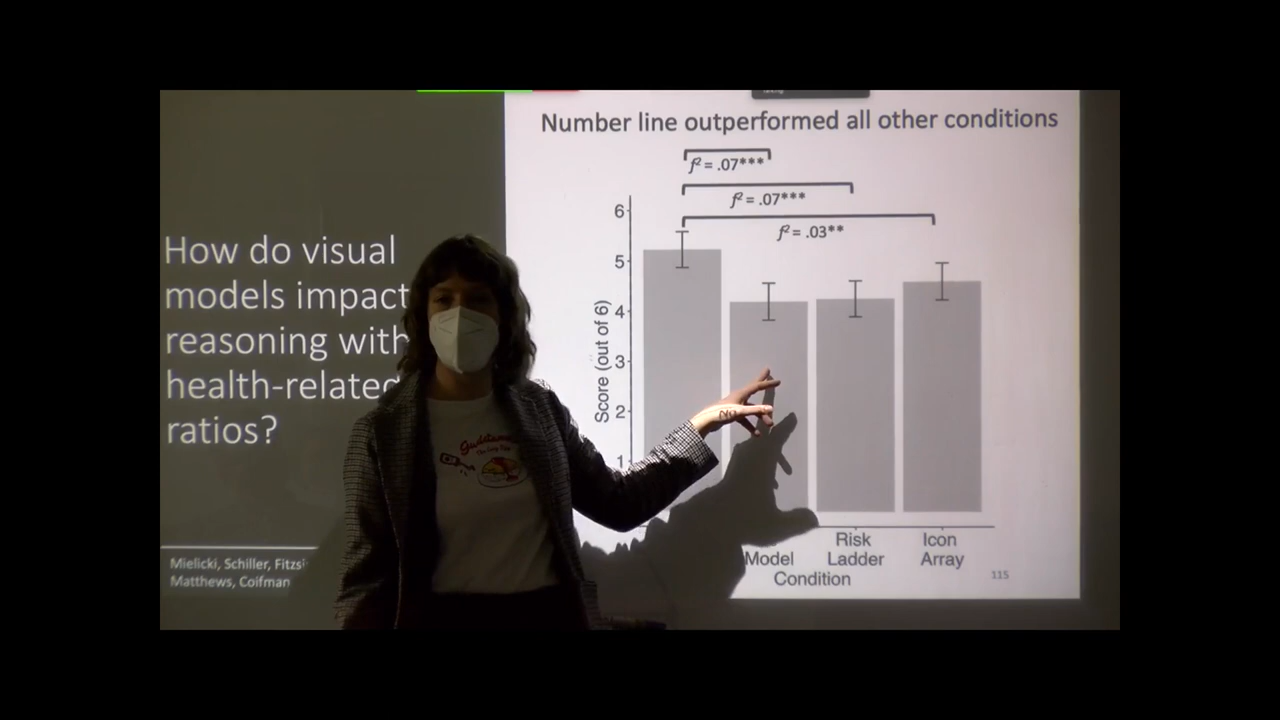 Number line outperformed all other conditions
f² = .07***
f² = .07***
f² = .03**
6
5
4
3
2
1
Score (out of 6)
Model
Risk
Ladder
Icon
Array
Condition
115
How do visual
models impact
reasoning with
health-related
ratios?
Mielicki, Schiller,
Matthews, Coifman